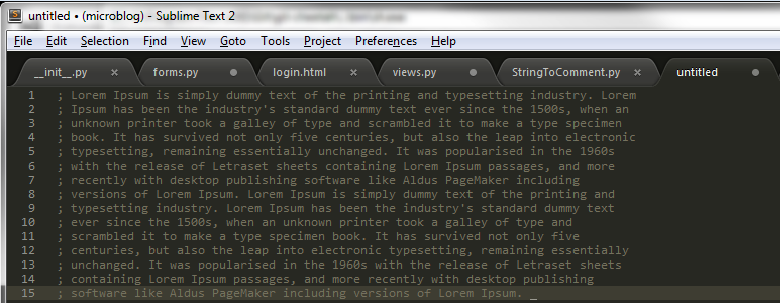 untitled • (microblog) - Sublime Text 2
File Edit Selection Find View Goto Tools Project Preferences Help
__init__.py × forms.py login.html × views.py StringToComment.py × untitled
1 ; Lorem Ipsum is simply dummy text of the printing and typesetting industry. Lorem
2 ; Ipsum has been the industry's standard dummy text ever since the 1500s, when an
3 ; unknown printer took a galley of type and scrambled it to make a type specimen
4 ; book. It has survived not only five centuries, but also the leap into electronic
5 ; typesetting, remaining essentially unchanged. It was popularised in the 1960s
6 ; with the release of Letraset sheets containing Lorem Ipsum passages, and more
7 ; recently with desktop publishing software like Aldus PageMaker including
8 ; versions of Lorem Ipsum. Lorem Ipsum is simply dummy text of the printing and
9 ; typesetting industry. Lorem Ipsum has been the industry's standard dummy text
10 ; ever since the 1500s, when an unknown printer took a galley of type and
11 ; scrambled it to make a type specimen book. It has survived not only five
12 ; centuries, but also the leap into electronic typesetting, remaining essentially
13 ; unchanged. It was popularised in the 1960s with the release of Letraset sheets
14 ; containing Lorem Ipsum passages, and more recently with desktop publishing
15 ; software like Aldus PageMaker including versions of Lorem Ipsum. _